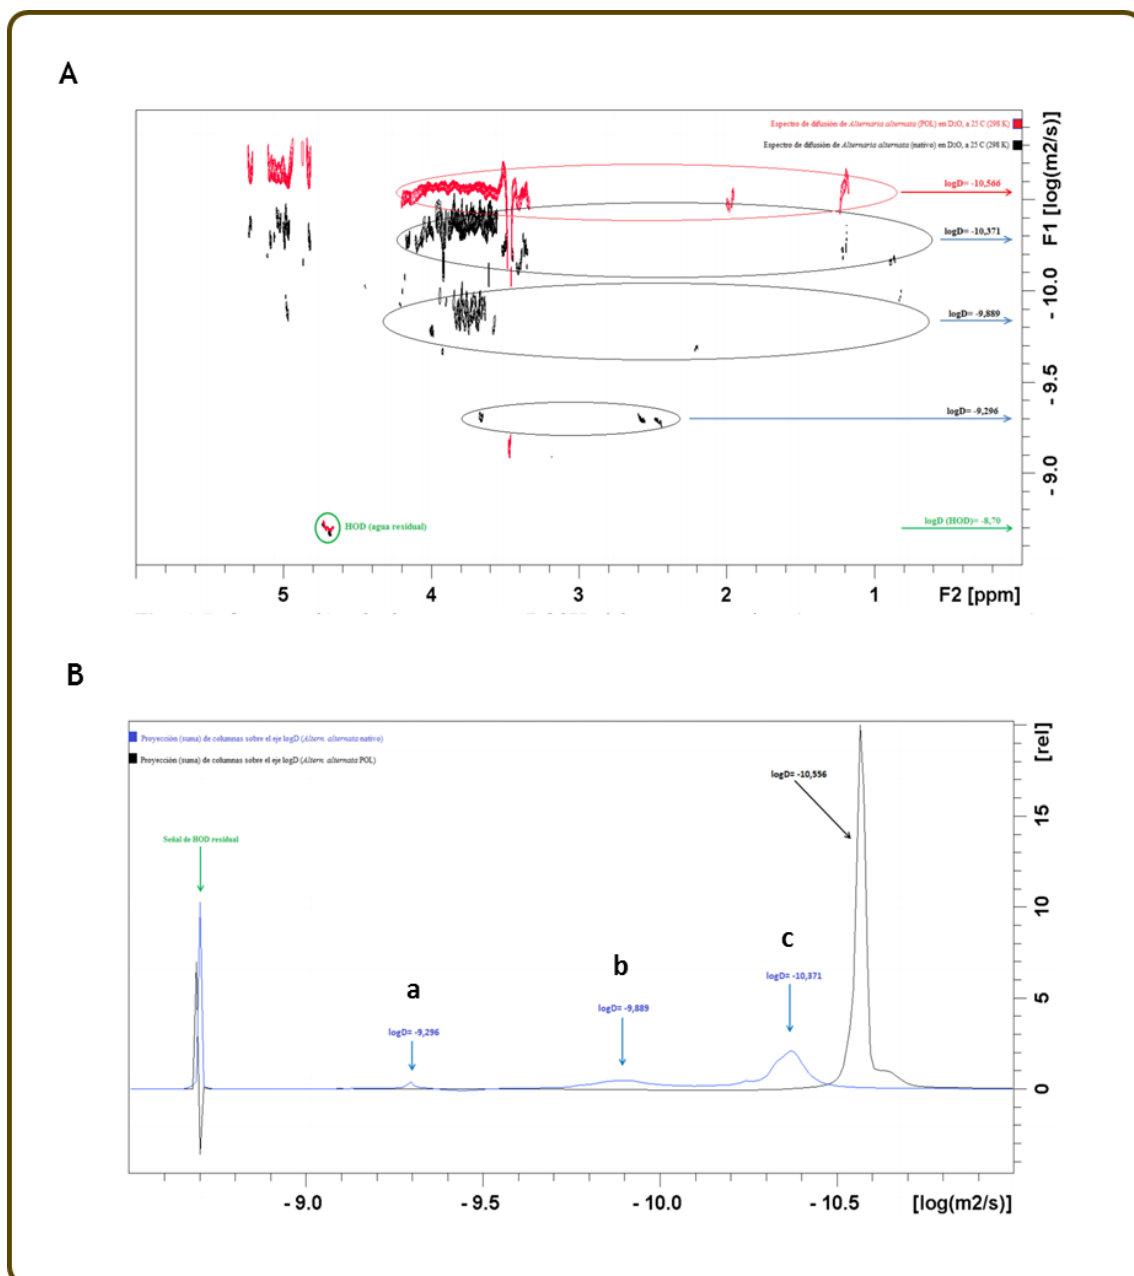 A
Espectro de difusión de Alternaria alternata (POL) en D2O, a 25 C (298 K)
Espectro de difusión de Alternaria alternata (nativo) en D2O, a 25 C (298 K)
logD= -10,566
logD= -10,371
logD= -9,889
logD= -9,296
HOD (agua residual)
logD (HOD)= -8,70
F1 [log(m2/s)]
- 10.0
- 9.5
- 9.0
5 4 3 2 1 F2 [ppm]
B
Proyección (suma) de columnas sobre el eje logD (Altern. alternata nativo)
Proyección (suma) de columnas sobre el eje logD (Altern. alternata POL)
[rel]
logD= -10,556
15
Señal de HOD residual
10
c
b
logD= -10,371
a
logD= -9,889
5
logD= -9,296
0
- 9.0 - 9.5 - 10.0 - 10.5 [log(m2/s)]